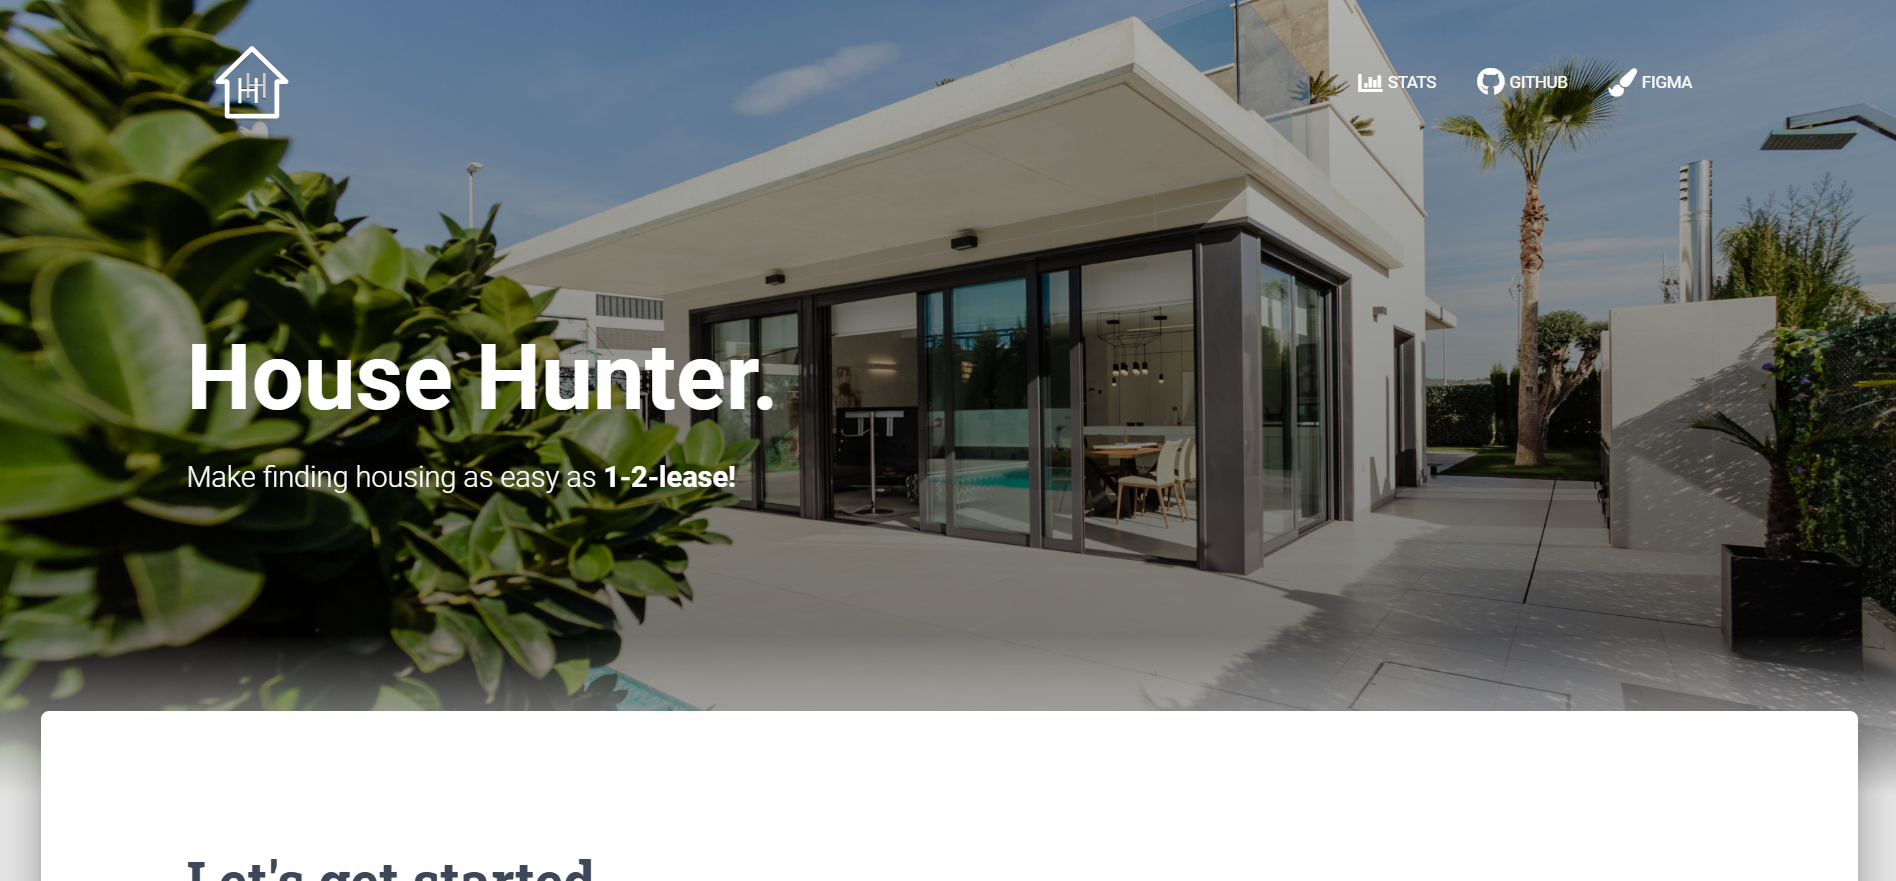 HH
STATS
GITHUB
FIGMA
House Hunter.
Make finding housing as easy as 1-2-lease!
Let's get started